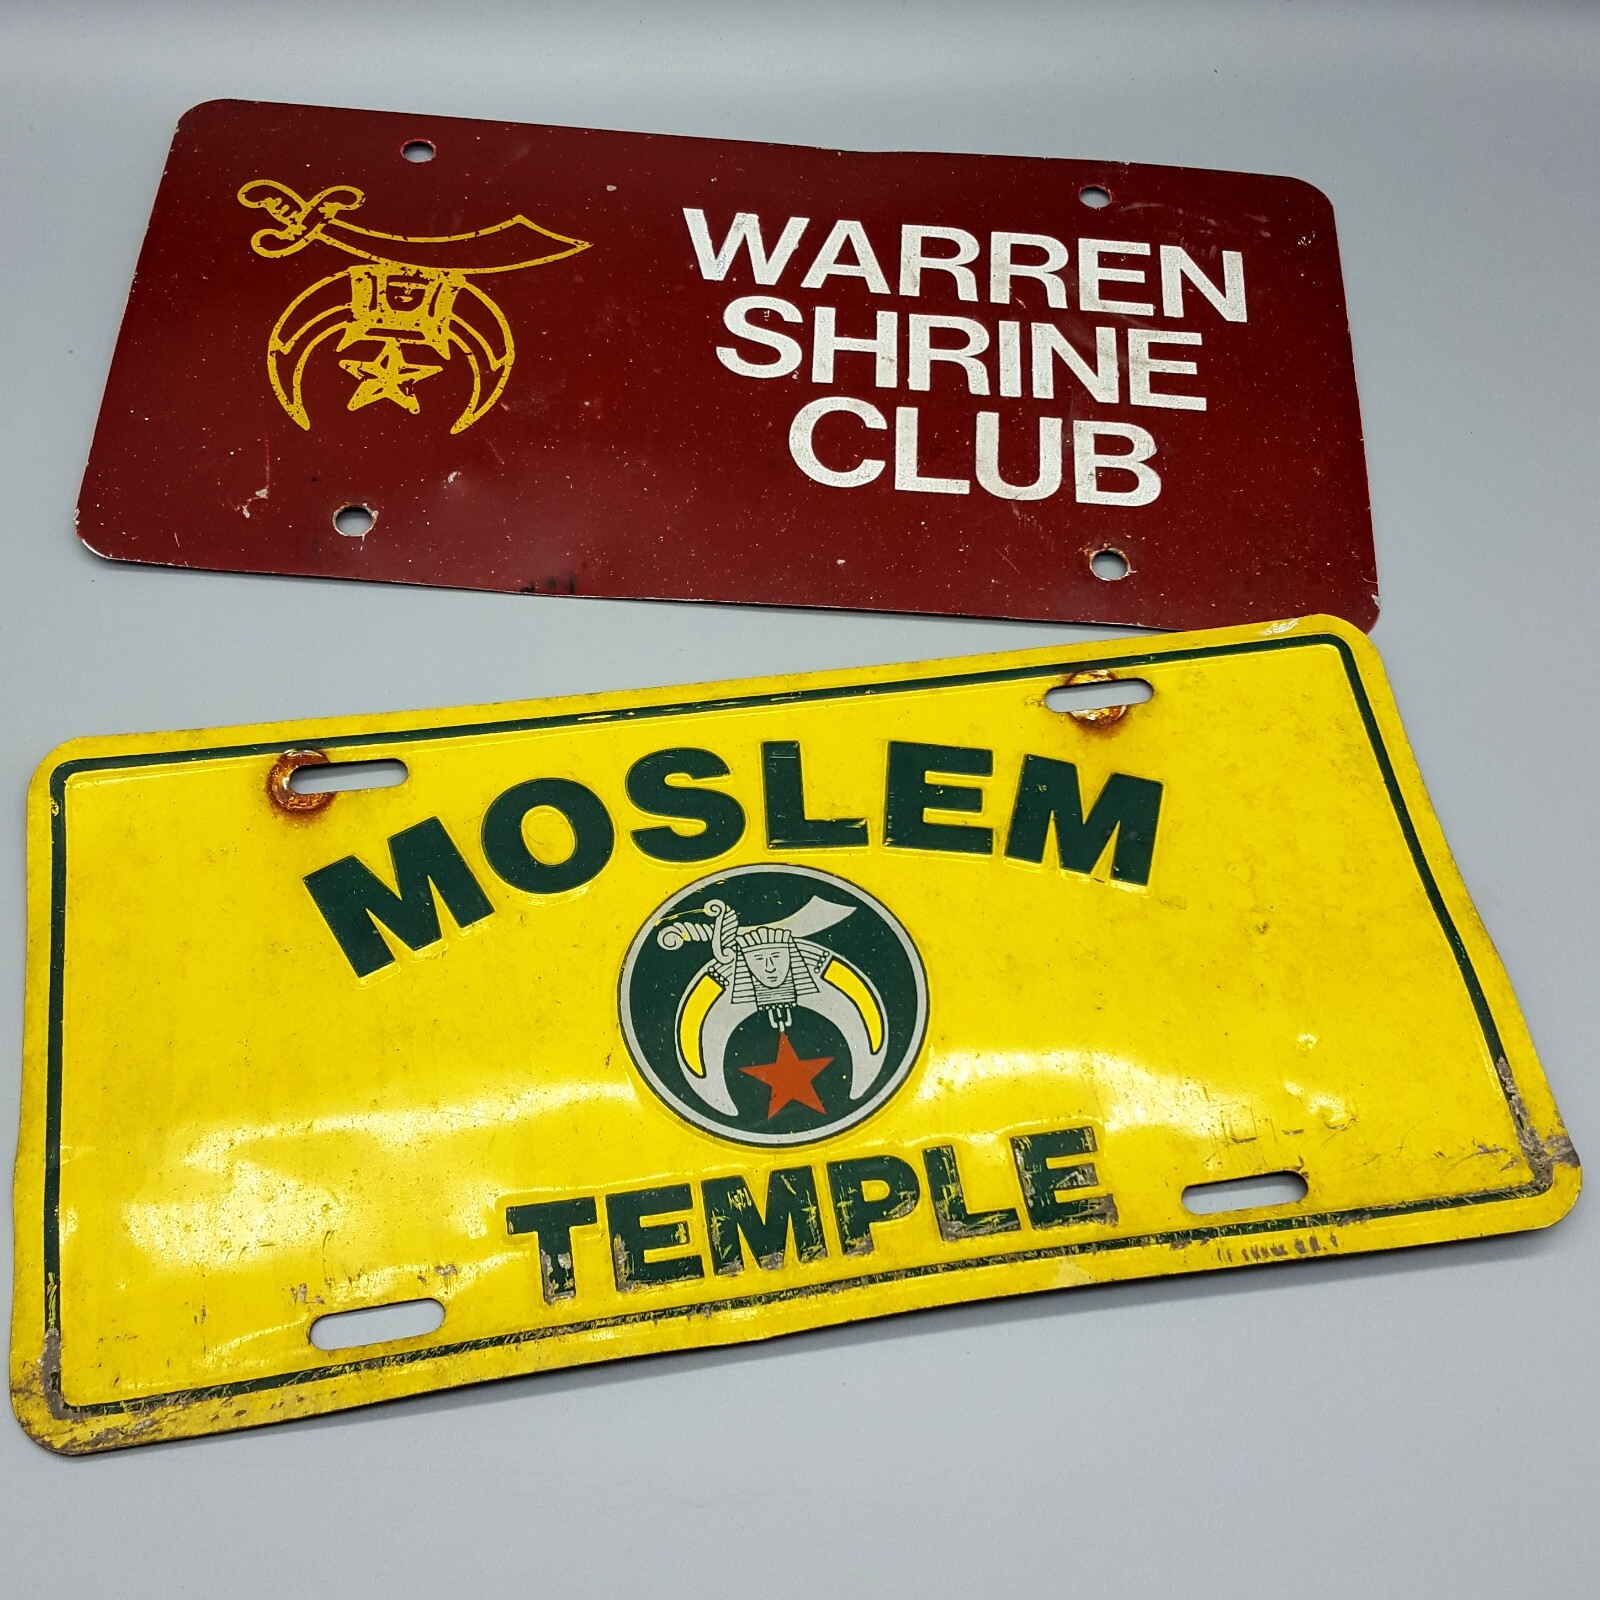 WARREN
SHRINE
CLUB
MOSLEM
TEMPLE